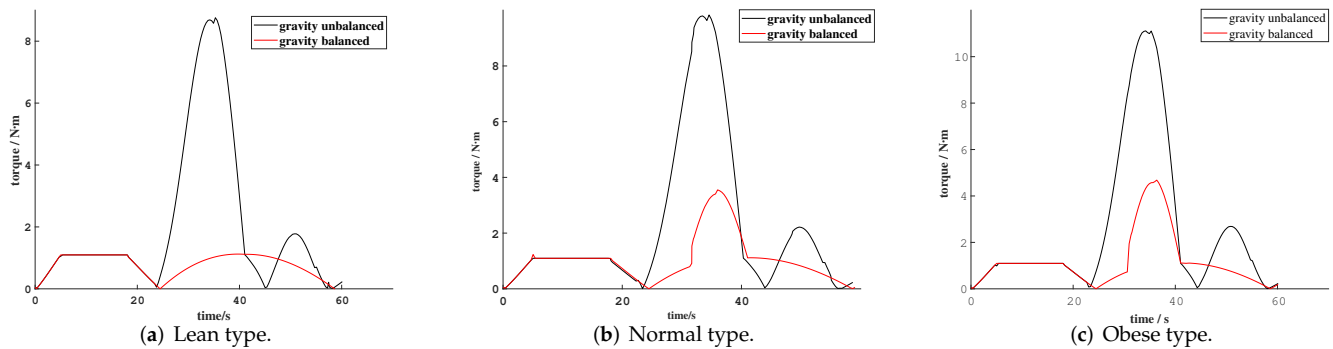 gravity unbalanced
gravity balanced
torque / N·m
8
6
4
2
0
0 20 40 60
time/s
(a) Lean type.
gravity unbalanced
gravity balanced
torque / N·m
8
6
4
2
0
0 20 40
time/s
(b) Normal type.
gravity unbalanced
gravity balanced
torque / N·m
10
8
6
4
2
0
0 20 40 60
time / s
(c) Obese type.